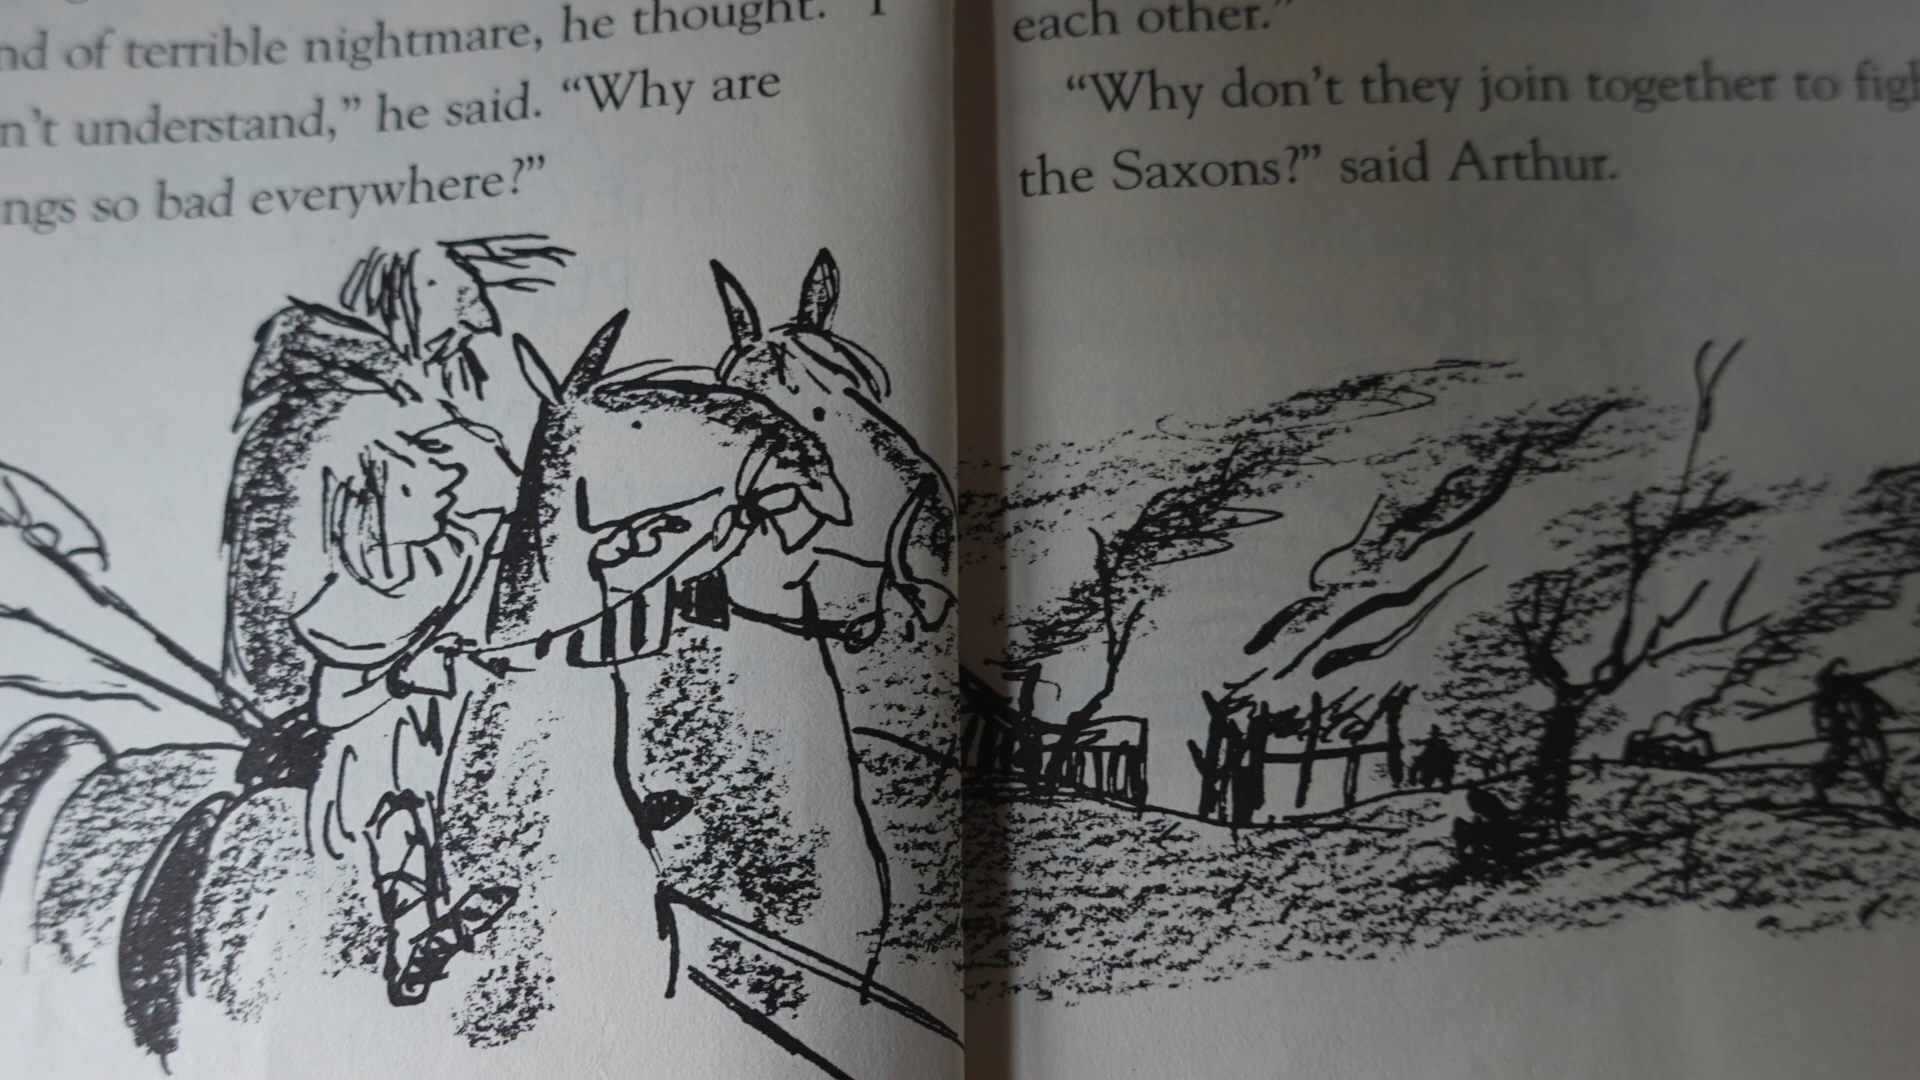 nd of terrible nightmare, he thought. "I
n't understand," he said. "Why are
ngs so bad everywhere?"
each other."
"Why don't they join together to figh
the Saxons?" said Arthur.